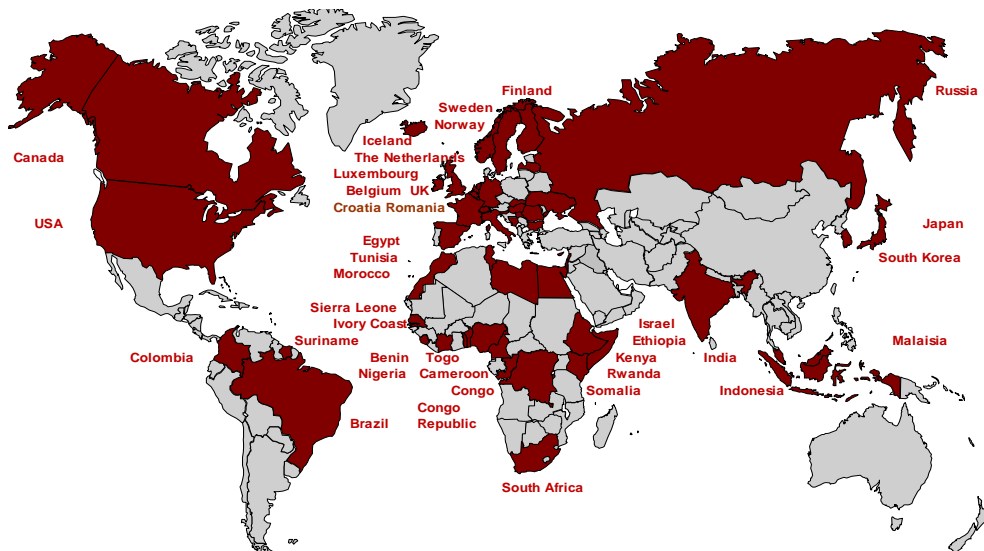 Finland
Russia
Sweden
Norway
Iceland
Canada
The Netherlands
Luxembourg
Belgium UK
Croatia Romania
USA
Japan
Egypt
Tunisia
South Korea
Morocco
Sierra Leone
Ivory Coast
Israel
Suriname
Ethiopia
Malaisia
Colombia
Benin Togo
Kenya
India
Nigeria Cameroon
Rwanda
Congo
Somalia
Indonesia
Congo
Republic
Brazil
South Africa